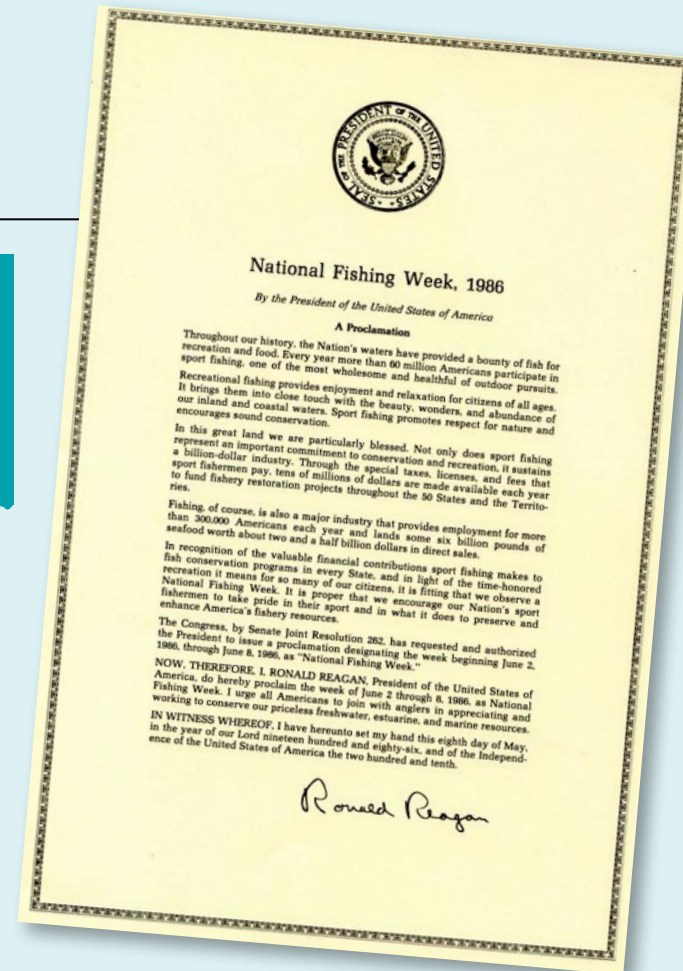 SEAL OF THE PRESIDENT OF THE UNITED STATES
National Fishing Week, 1986
By the President of the United States of America
A Proclamation
Throughout our history, the Nation's waters have provided a bounty of fish for
recreation and food. Every year more than 60 million Americans participate in
sport fishing, one of the most wholesome and healthful of outdoor pursuits.
Recreational fishing provides enjoyment and relaxation for citizens of all ages.
It brings them into close touch with the beauty, wonders, and abundance of
our inland and coastal waters. Sport fishing promotes respect for nature and
encourages sound conservation.
In this great land we are particularly blessed. Not only does sport fishing
represent an important commitment to conservation and recreation, it sustains
a billion-dollar industry. Through the special taxes, licenses, and fees that
sport fishermen pay, tens of millions of dollars are made available each year
to fund fishery restoration projects throughout the 50 States and the Territo-
ries.
Fishing, of course, is also a major industry that provides employment for more
than 300,000 Americans each year and lands some six billion pounds of
seafood worth about two and a half billion dollars in direct sales.
In recognition of the valuable financial contributions sport fishing makes to
fish conservation programs in every State, and in light of the time-honored
recreation it means for so many of our citizens, it is fitting that we observe a
National Fishing Week. It is proper that we encourage our Nation's sport
fishermen to take pride in their sport and in what it does to preserve and
enhance America's fishery resources.
The Congress, by Senate Joint Resolution 262, has requested and authorized
the President to issue a proclamation designating the week beginning June 2,
1986, through June 8, 1986, as "National Fishing Week."
NOW, THEREFORE, I, RONALD REAGAN, President of the United States of
America, do hereby proclaim the week of June 2 through 8, 1986, as National
Fishing Week. I urge all Americans to join with anglers in appreciating and
working to conserve our priceless freshwater, estuarine, and marine resources.
IN WITNESS WHEREOF, I have hereunto set my hand this eighth day of May,
in the year of our Lord nineteen hundred and eighty-six, and of the Independ-
ence of the United States of America the two hundred and tenth.
Ronald Reagan